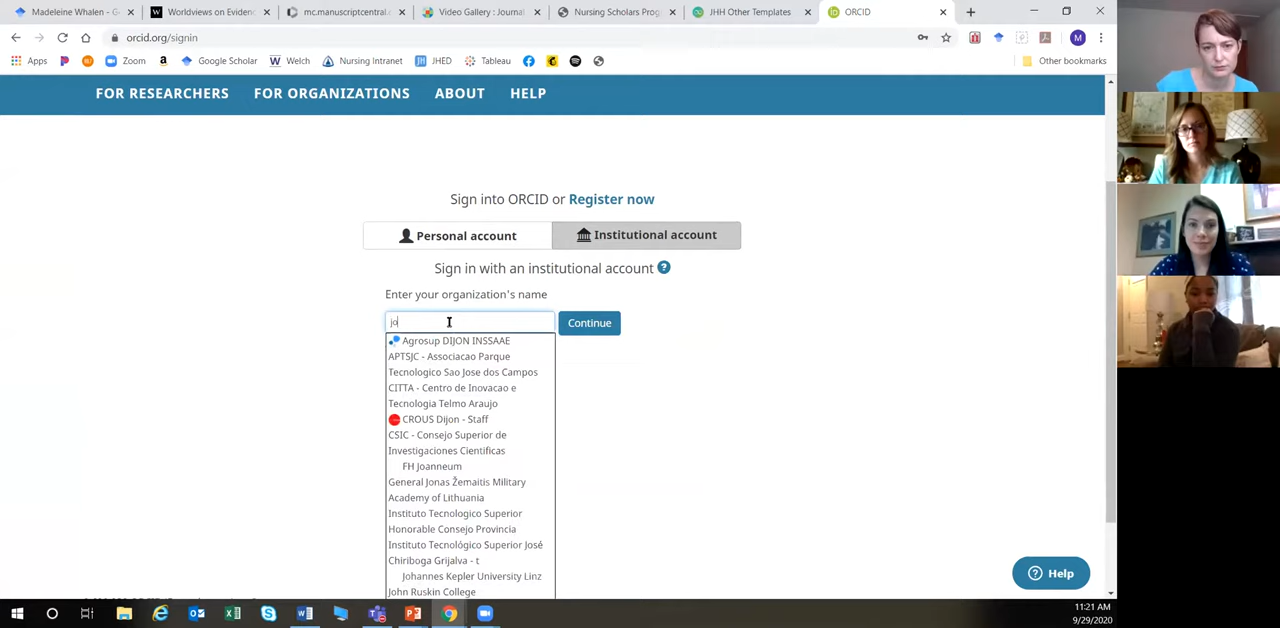 Madeleine Whalen - G
Worldviews on Eviden
mc.manuscriptcentral.c
Video Gallery : Journal
Nursing Scholars Prog
JHH Other Templates
ORCID
orcid.org/signin
M
Apps
Zoom
Google Scholar
Welch
Nursing Intranet
JHED
Tableau
Other bookmarks
FOR RESEARCHERS
FOR ORGANIZATIONS
ABOUT
HELP
Sign into ORCID or Register now
Personal account
Institutional account
Sign in with an institutional account
Enter your organization's name
jo
Continue
Agrosup DIJON INSSAAE
APTSJC - Associacao Parque
Tecnologico Sao Jose dos Campos
CITTA - Centro de Inovacao e
Tecnologia Telmo Araujo
CROUS Dijon - Staff
CSIC - Consejo Superior de
Investigaciones Cientificas
FH Joanneum
General Jonas Žemaitis Military
Academy of Lithuania
Instituto Tecnologico Superior
Honorable Consejo Provincia
Instituto Tecnológico Superior José
Chiriboga Grijalva - t
Johannes Kepler University Linz
John Ruskin College
Help
11:21 AM
9/29/2020